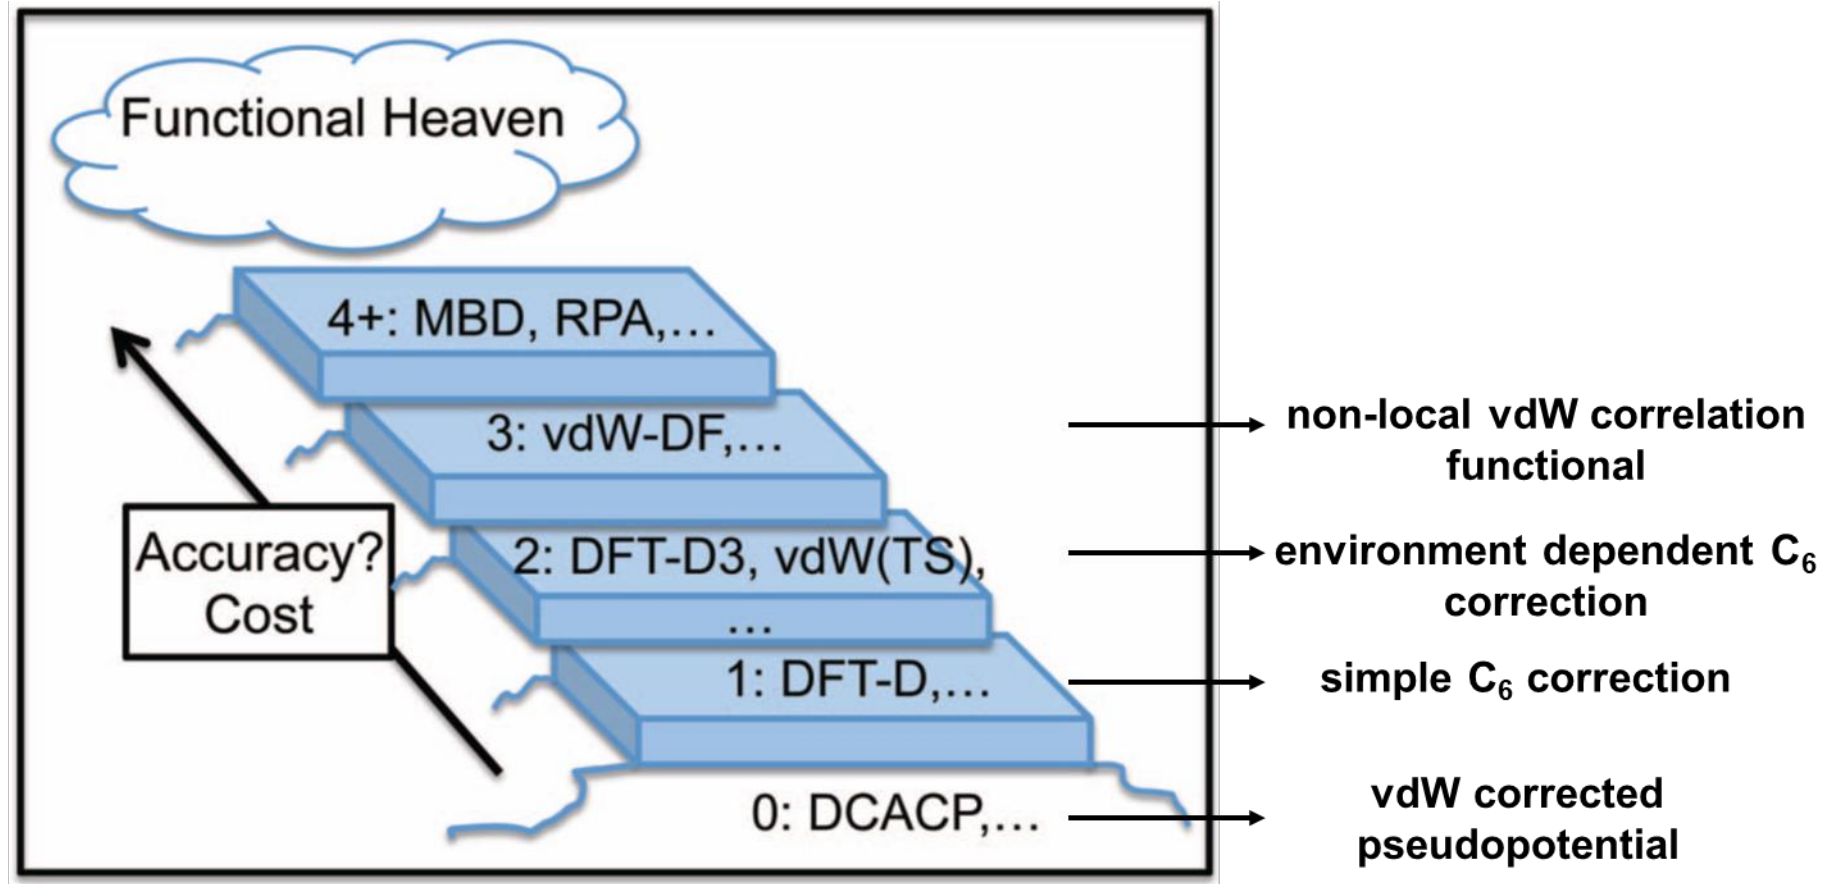 Functional Heaven
4+: MBD, RPA,...
3: vdW-DF,...
non-local vdW correlation
functional
Accuracy?
Cost
2: DFT-D3, vdW(TS),
...
environment dependent C₆
correction
1: DFT-D,...
simple C₆ correction
0: DCACP,...
vdW corrected
pseudopotential